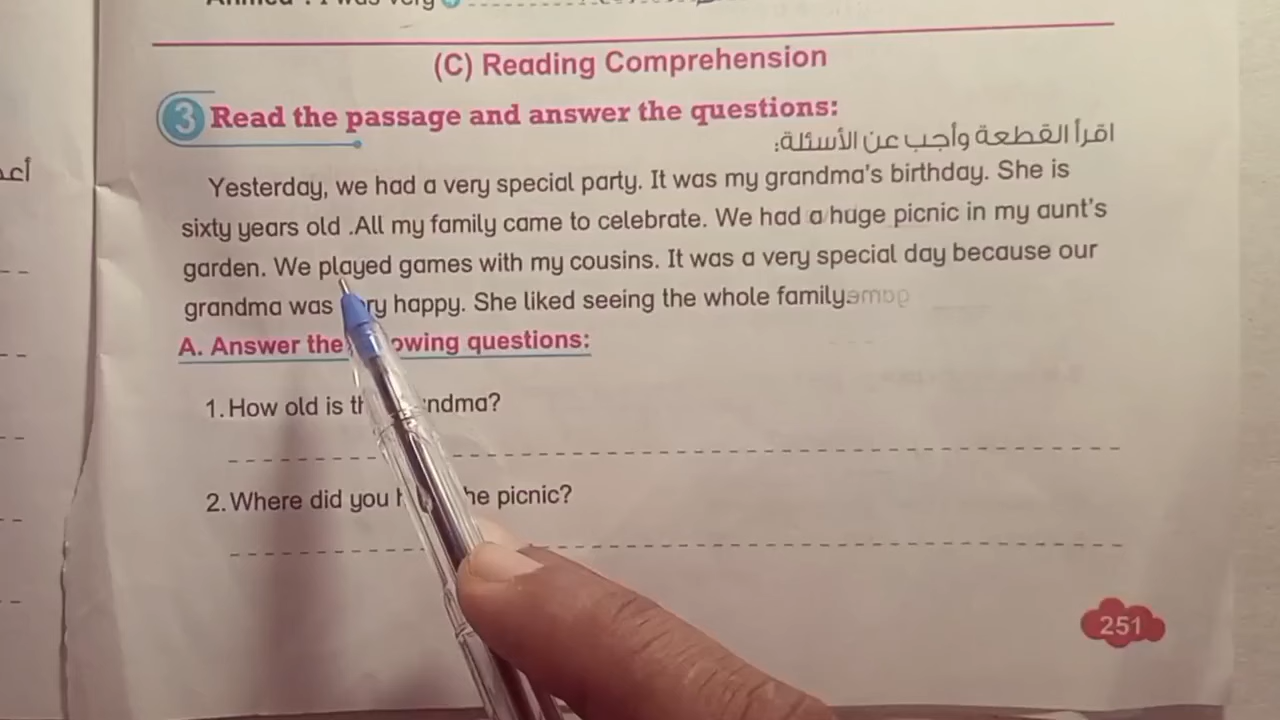 was very
(C) Reading Comprehension
3 Read the passage and answer the questions:
اقرأ القطعة وأجب عن الأسئلة:
Yesterday, we had a very special party. It was my grandma's birthday. She is
sixty years old .All my family came to celebrate. We had a huge picnic in my aunt's
garden. We played games with my cousins. It was a very special day because our
grandma was happy. She liked seeing the whole family.
A. Answer the questions:
1. How old is
2. Where did you picnic?
251